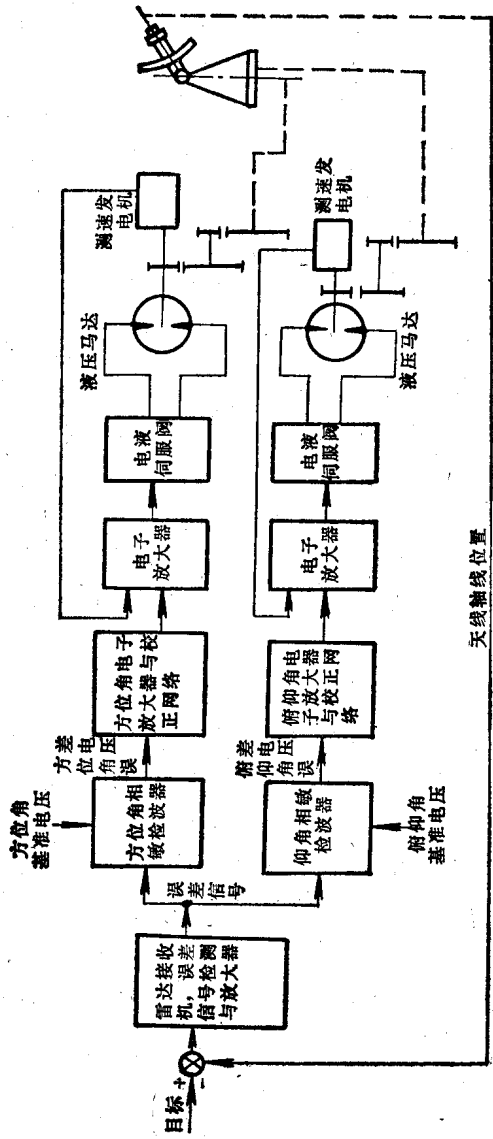 目标
+
-
雷达接收
机，误差
信号检测
与放大器
误差信号
方位角
基准电压
方位角相
敏检波器
方位角误
差电压
方位角电子
放大器与校
正网络
电子
放大器
电液
伺服阀
液压马达
测速发
电机
仰角相敏
检波器
俯仰角
基准电压
俯仰角误
差电压
俯仰角电
子放大器
与校正网
络
电子
放大器
电液
伺服阀
液压马达
测速发
电机
天线轴线位置